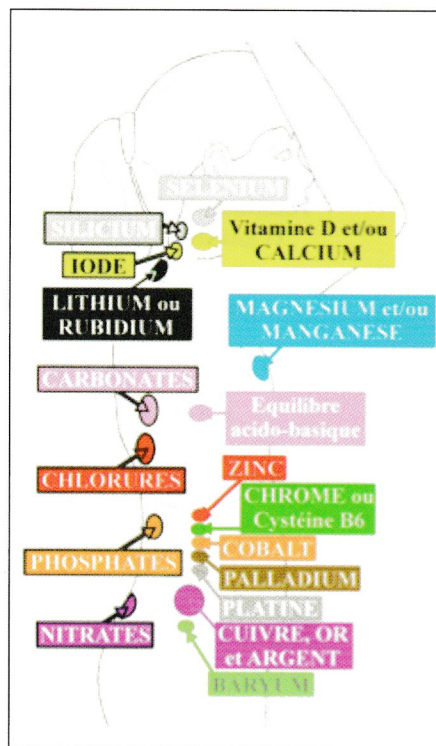 SELENIUM
SILICIUM
Vitamine D et/ou
CALCIUM
IODE
LITHIUM ou
RUBIDIUM
MAGNESIUM et/ou
MANGANESE
CARBONATES
Equilibre
acido-basique
ZINC
CHLORURES
CHROME ou
Cystéine B6
COBALT
PHOSPHATES
PALLADIUM
PLATINE
NITRATES
CUIVRE, OR
et ARGENT
BARYUM